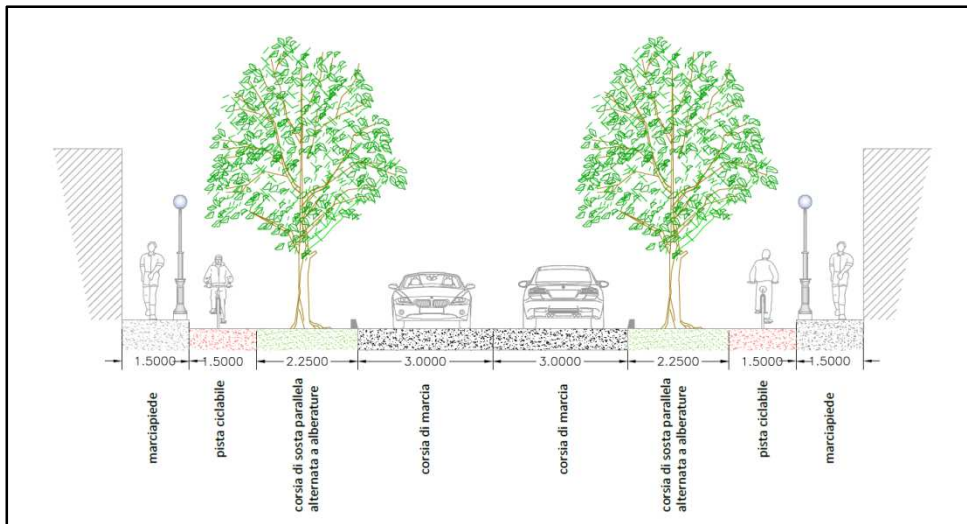 1.5000 1.5000 2.2500 3.0000 3.0000 2.2500 1.5000 1.5000
marciapiede
pista ciclabile
corsia di sosta parallela
alternata a alberature
corsia di marcia
corsia di marcia
corsia di sosta parallela
alternata a alberature
pista ciclabile
marciapiede